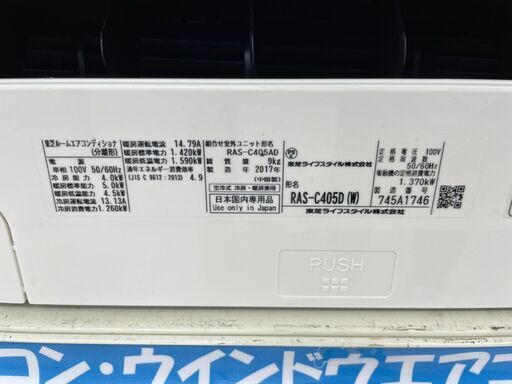 東芝ルームエアコンディショナ
(分離形)
電源
単相 100V 50/60Hz
冷房能力 4.0kW
暖房能力 5.0kW
暖房低温能力 4.5kW
冷房運転電流 13.13A
冷房消費電力 1.260kW
暖房運転電流 14.79A
暖房標準電力 1.420kW
暖房低温電力 1.590kW
通年エネルギー消費効率
(JIS C 9612:2013) 4.9
組合せ室外ユニット形名
RAS-C405AD
総質量 9kg
製造年 2017年
(中国製)
空冷式 冷房・暖房兼用
日本国内専用品
Use only in Japan
PS
E
東芝ライフスタイル株式会社
形名
RAS-C405D(W)
東芝ライフスタイル株式会社
定格電圧 100V
定格周波数
50/60Hz
電動機の定格消費電力
1.370kW
745A1746
PUSH
コン・ウインドウエアコ